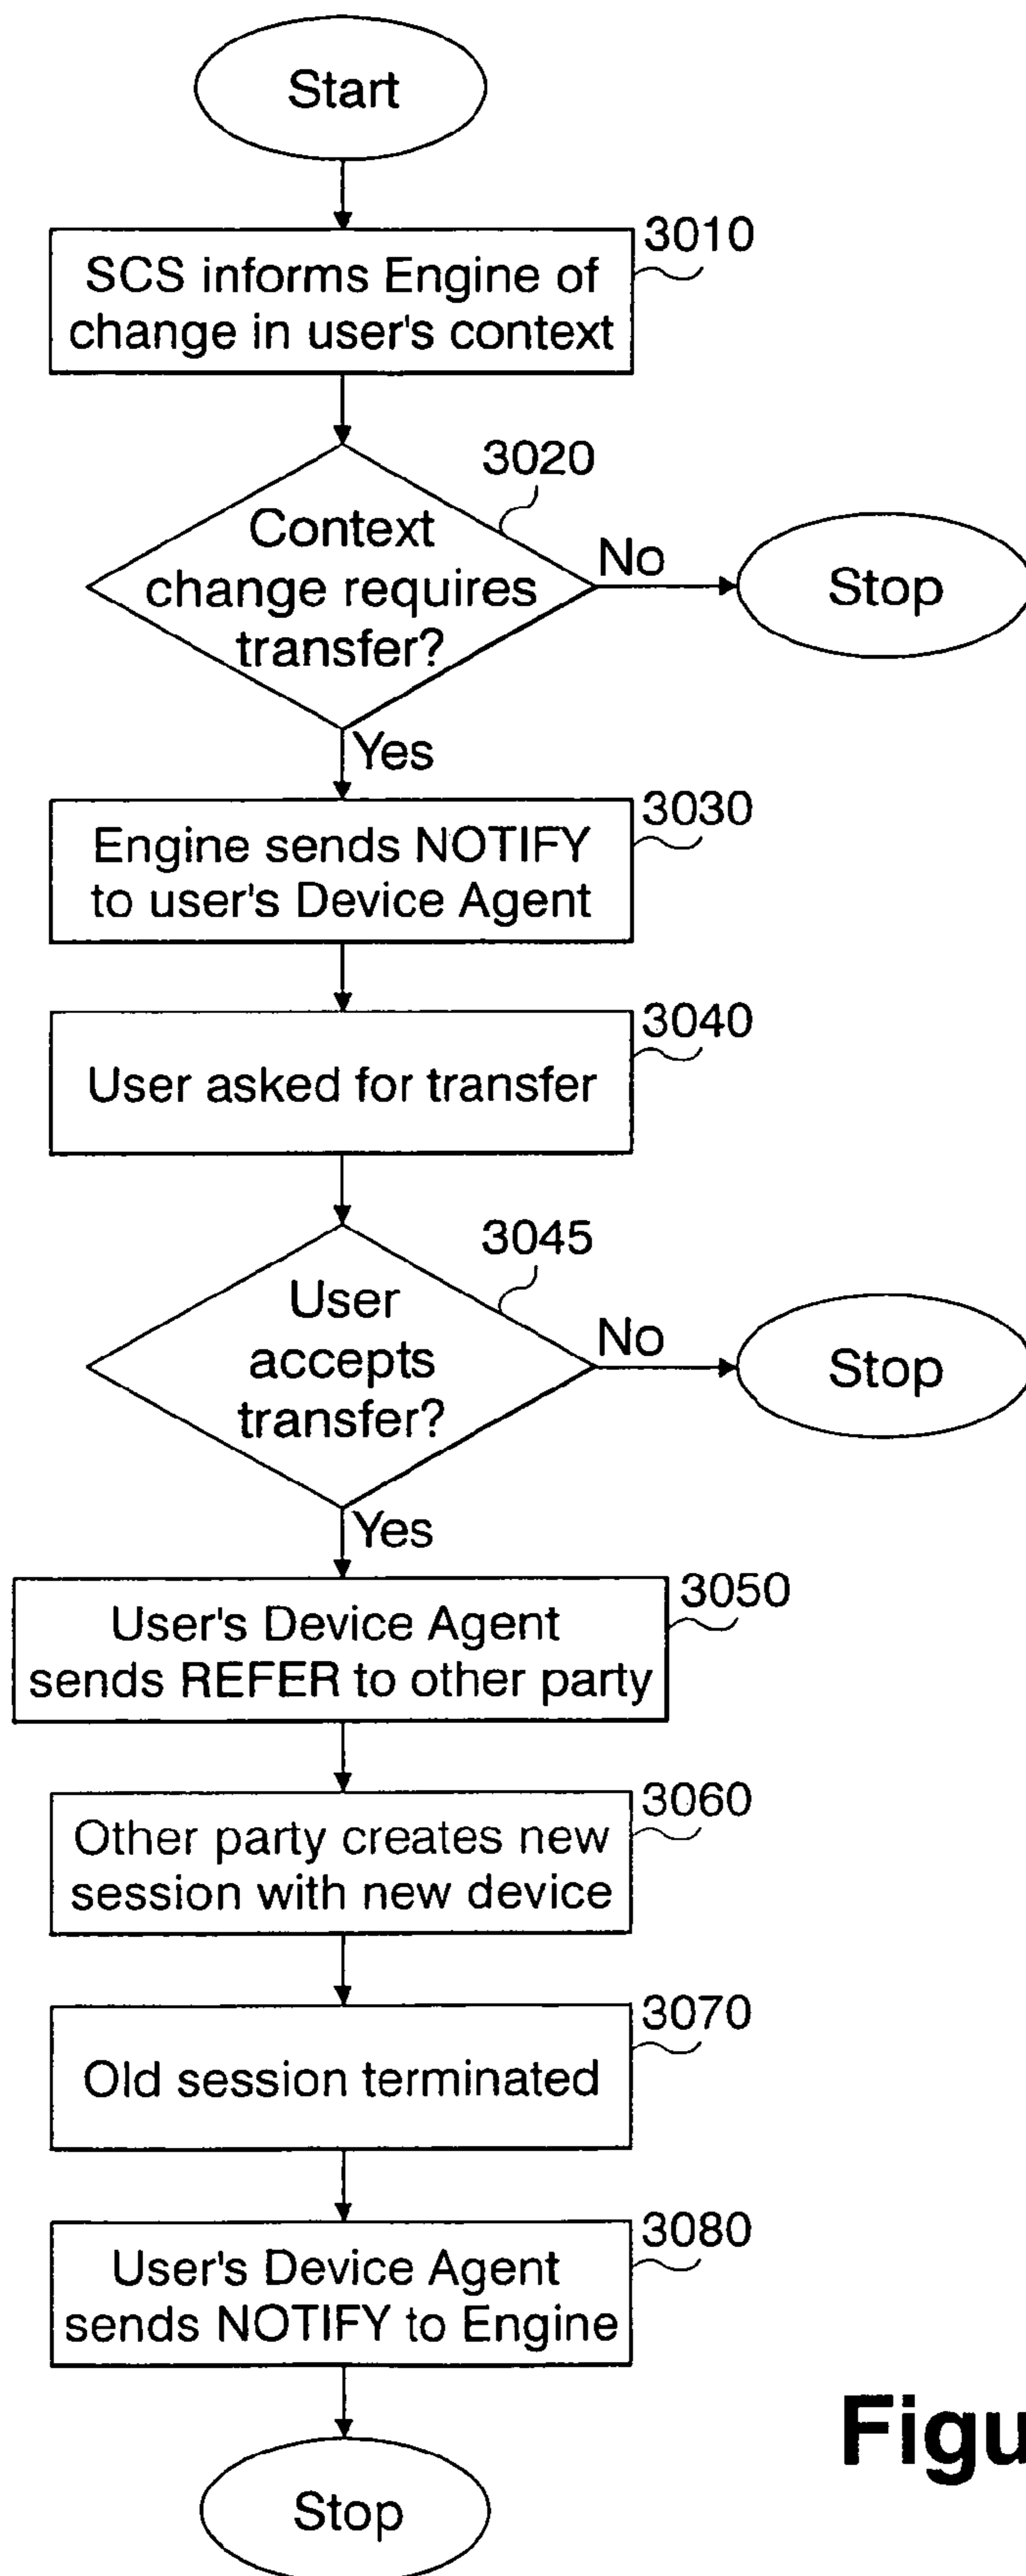 Start
3010
SCS informs Engine of
change in user's context
3020
Context
change requires
transfer?
No
Stop
Yes
3030
Engine sends NOTIFY
to user's Device Agent
3040
User asked for transfer
3045
User
accepts
transfer?
No
Stop
Yes
3050
User's Device Agent
sends REFER to other party
3060
Other party creates new
session with new device
3070
Old session terminated
3080
User's Device Agent
sends NOTIFY to Engine
Stop